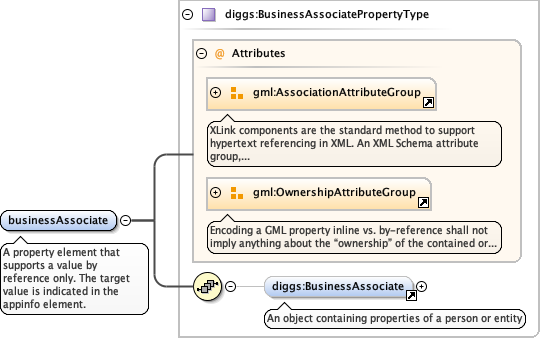 diggs:BusinessAssociatePropertyType
@ Attributes
gml:AssociationAttributeGroup
XLink components are the standard method to support
hypertext referencing in XML. An XML Schema attribute
group,...
gml:OwnershipAttributeGroup
Encoding a GML property inline vs. by-reference shall not
imply anything about the “ownership” of the contained or...
businessAssociate
A property element that
supports a value by
reference only. The target
value is indicated in the
appinfo element.
diggs:BusinessAssociate
An object containing properties of a person or entity